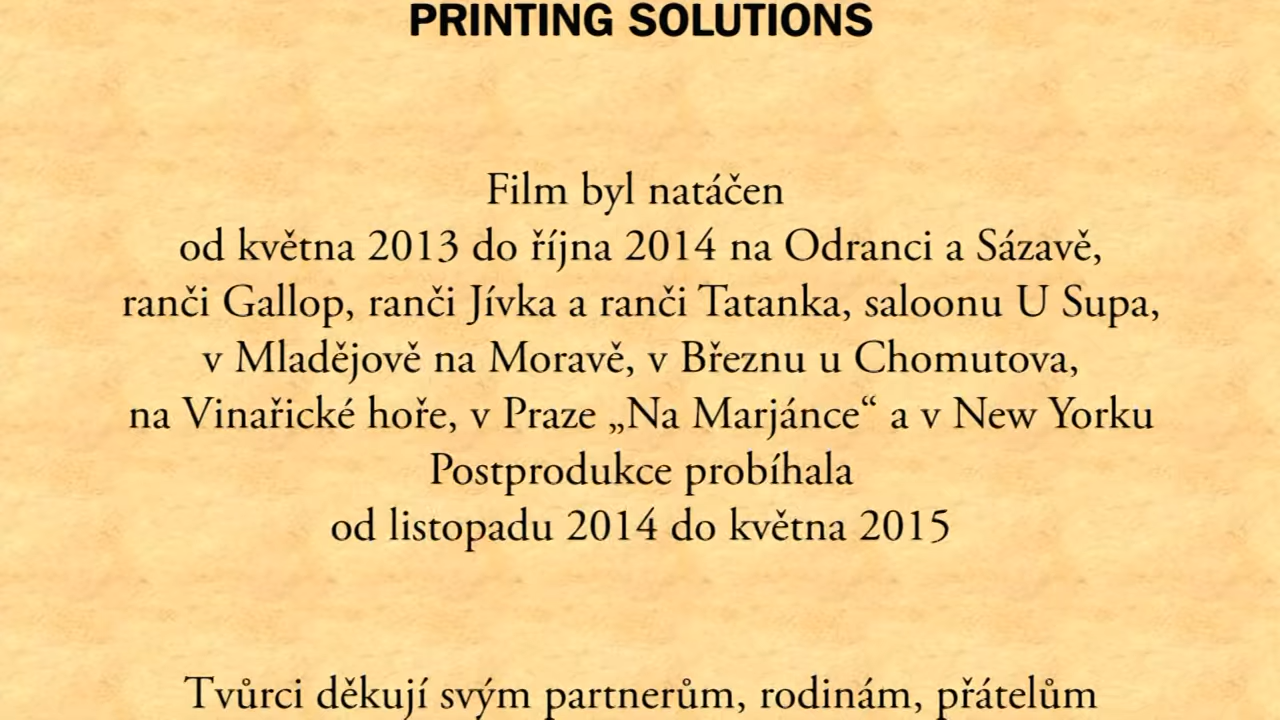 PRINTING SOLUTIONS
Film byl natáčen
od května 2013 do října 2014 na Odranci a Sázavě,
ranči Gallop, ranči Jívka a ranči Tatanka, saloonu U Supa,
v Mladějově na Moravě, v Březnu u Chomutova,
na Vinařické hoře, v Praze „Na Marjánce“ a v New Yorku
Postprodukce probíhala
od listopadu 2014 do května 2015
Tvůrci děkují svým partnerům, rodinám, přátelům